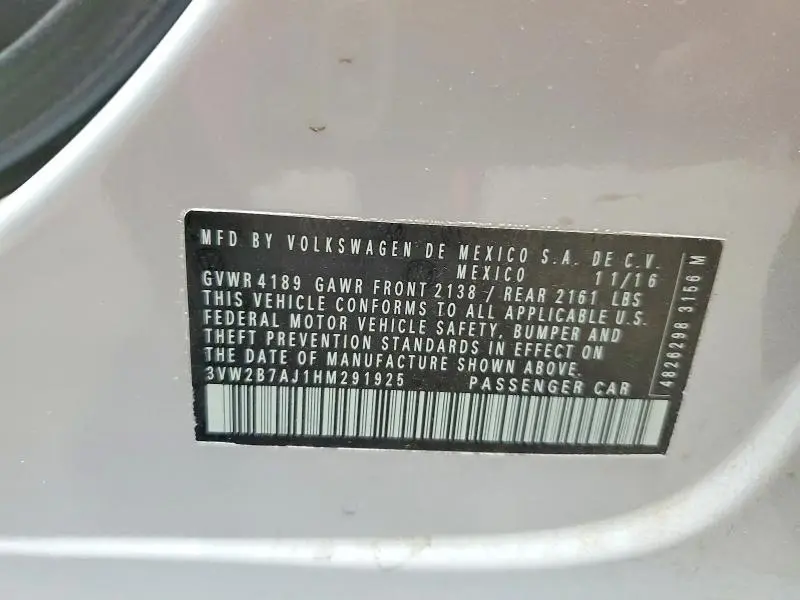 MFD BY VOLKSWAGEN DE MEXICO S.A. DE C.V.
MEXICO 11/16
GVWR 4189 GAWR FRONT 2138 / REAR 2161 LBS
THIS VEHICLE CONFORMS TO ALL APPLICABLE U.S.
FEDERAL MOTOR VEHICLE SAFETY, BUMPER AND
THEFT PREVENTION STANDARDS IN EFFECT ON
THE DATE OF MANUFACTURE SHOWN ABOVE.
3VW2B7AJ1HM291925 PASSENGER CAR
4826298 3156 M